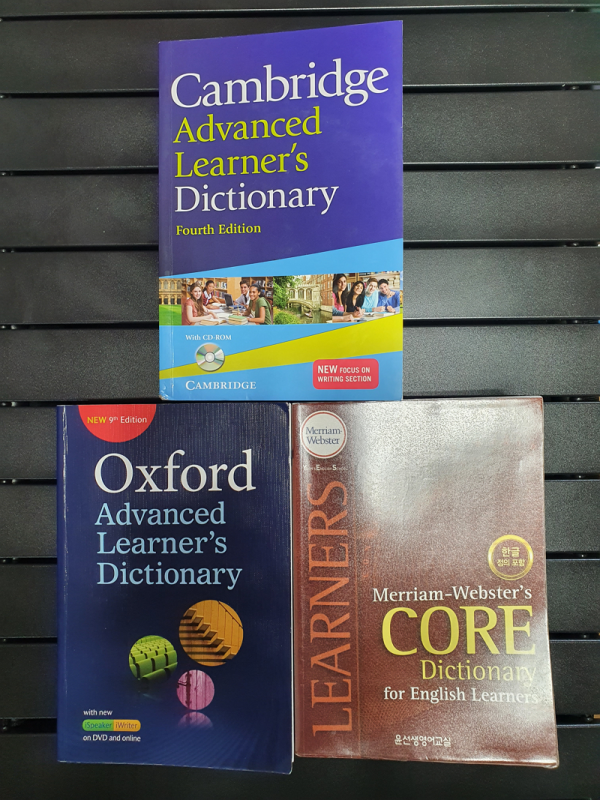 Cambridge
Advanced
Learner's
Dictionary
Fourth Edition
With CD-ROM
CAMBRIDGE
NEW FOCUS ON
WRITING SECTION
NEW 9th Edition
Oxford
Advanced
Learner's
Dictionary
with new
iSpeaker iWriter
on DVD and online
Merriam-
Webster
LEARNERS
한글
정의 포함
Merriam-Webster's
CORE
Dictionary
for English Learners
윤선생영어교실